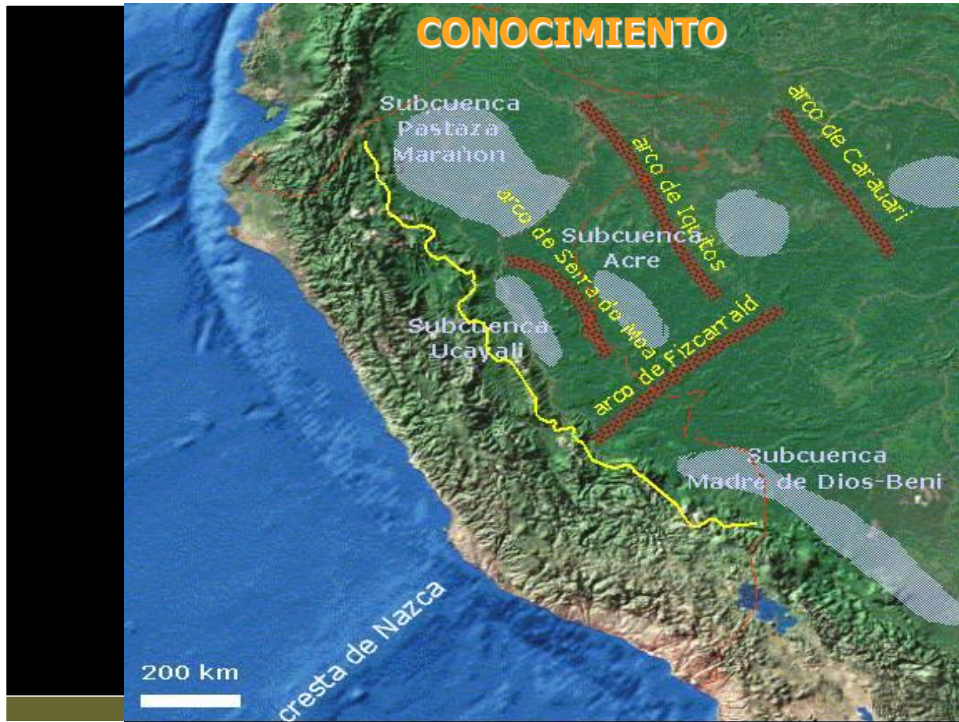 CONOCIMIENTO
Subcuenca
Pastaza
Marañon
arco de Iquitos
arco de Carauari
arco de Serra do Moa
Subcuenca
Acre
Subcuenca
Ucayali
arco de Fizcarrald
Subcuenca
Madre de Dios-Beni
cresta de Nazca
200 km